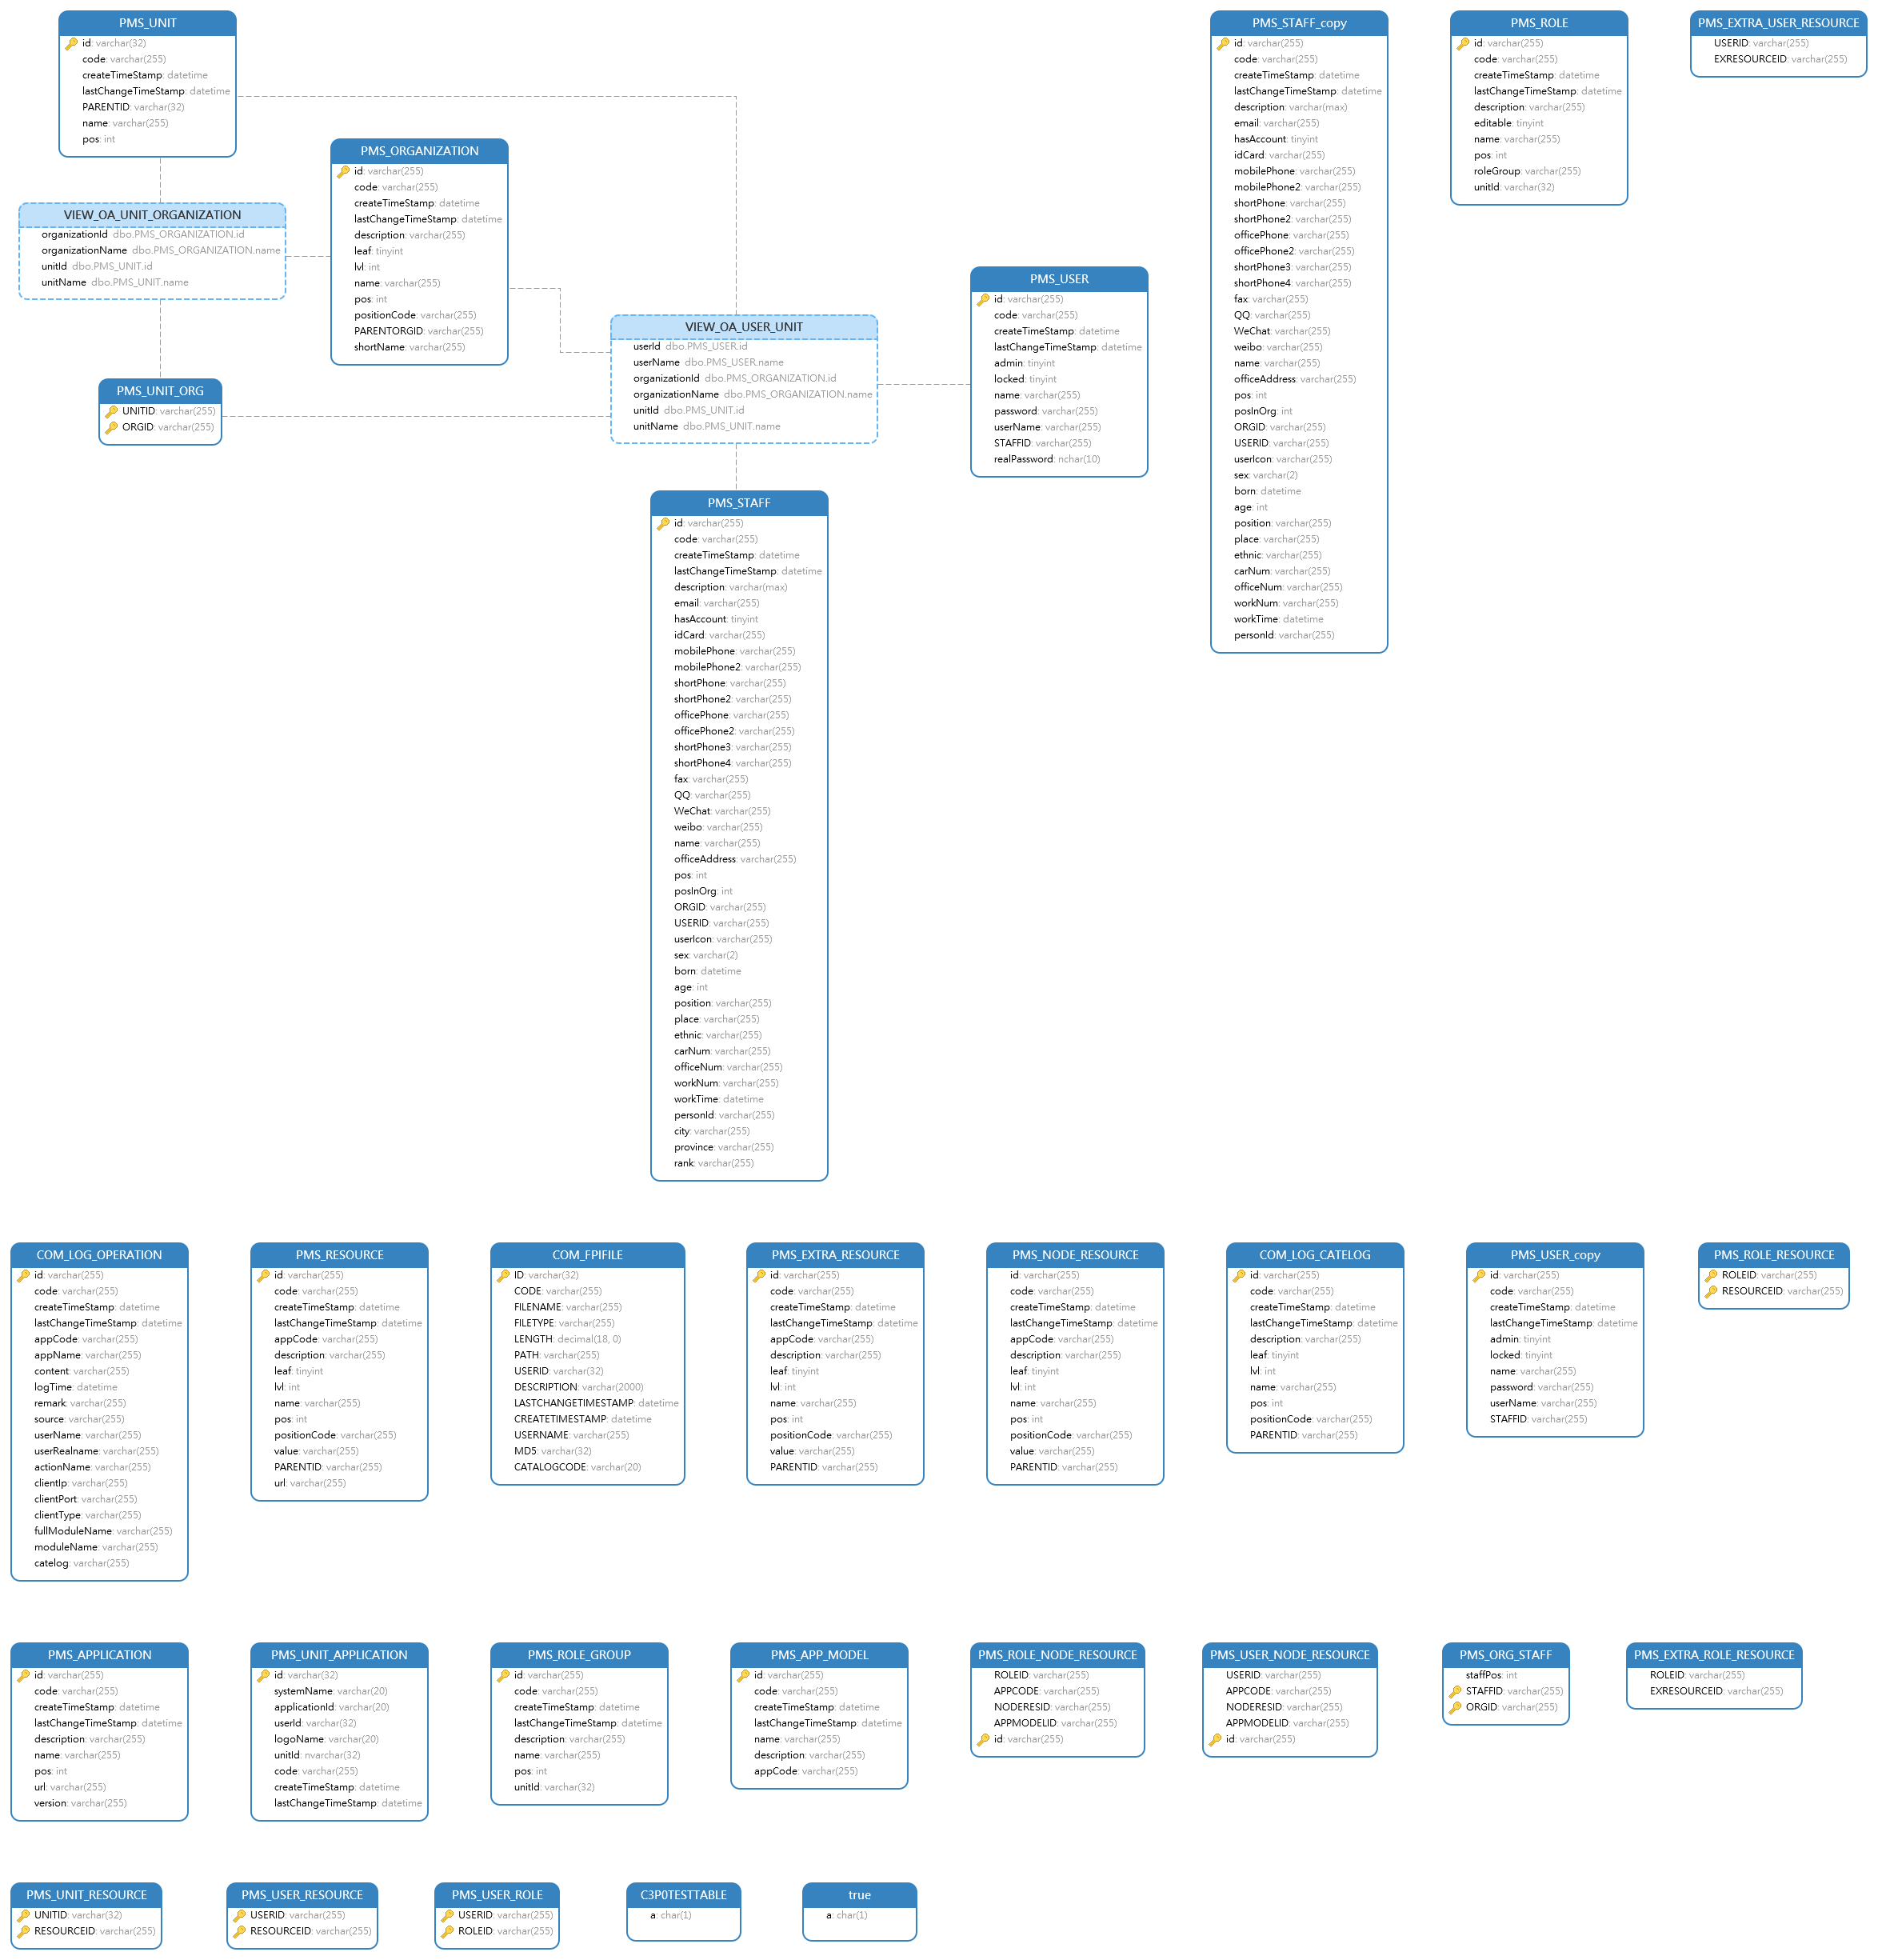 PMS_UNIT
id: varchar(32)
code: varchar(255)
createTimeStamp: datetime
lastChangeTimeStamp: datetime
PARENTID: varchar(32)
name: varchar(255)
pos: int
VIEW_OA_UNIT_ORGANIZATION
organizationId dbo.PMS_ORGANIZATION.id
organizationName dbo.PMS_ORGANIZATION.name
unitId dbo.PMS_UNIT.id
unitName dbo.PMS_UNIT.name
PMS_UNIT_ORG
UNITID: varchar(255)
ORGID: varchar(255)
PMS_ORGANIZATION
id: varchar(255)
code: varchar(255)
createTimeStamp: datetime
lastChangeTimeStamp: datetime
description: varchar(255)
leaf: tinyint
lvl: int
name: varchar(255)
pos: int
positionCode: varchar(255)
PARENTORGID: varchar(255)
shortName: varchar(255)
VIEW_OA_USER_UNIT
userId dbo.PMS_USER.id
userName dbo.PMS_USER.name
organizationId dbo.PMS_ORGANIZATION.id
organizationName dbo.PMS_ORGANIZATION.name
unitId dbo.PMS_UNIT.id
unitName dbo.PMS_UNIT.name
PMS_USER
id: varchar(255)
code: varchar(255)
createTimeStamp: datetime
lastChangeTimeStamp: datetime
admin: tinyint
locked: tinyint
name: varchar(255)
password: varchar(255)
userName: varchar(255)
STAFFID: varchar(255)
realPassword: nchar(10)
PMS_STAFF
id: varchar(255)
code: varchar(255)
createTimeStamp: datetime
lastChangeTimeStamp: datetime
description: varchar(max)
email: varchar(255)
hasAccount: tinyint
idCard: varchar(255)
mobilePhone: varchar(255)
mobilePhone2: varchar(255)
shortPhone: varchar(255)
shortPhone2: varchar(255)
officePhone: varchar(255)
officePhone2: varchar(255)
shortPhone3: varchar(255)
shortPhone4: varchar(255)
fax: varchar(255)
QQ: varchar(255)
WeChat: varchar(255)
weibo: varchar(255)
name: varchar(255)
officeAddress: varchar(255)
pos: int
posInOrg: int
ORGID: varchar(255)
USERID: varchar(255)
userIcon: varchar(255)
sex: varchar(2)
born: datetime
age: int
position: varchar(255)
place: varchar(255)
ethnic: varchar(255)
carNum: varchar(255)
officeNum: varchar(255)
workNum: varchar(255)
workTime: datetime
personId: varchar(255)
city: varchar(255)
province: varchar(255)
rank: varchar(255)
PMS_STAFF_copy
id: varchar(255)
code: varchar(255)
createTimeStamp: datetime
lastChangeTimeStamp: datetime
description: varchar(max)
email: varchar(255)
hasAccount: tinyint
idCard: varchar(255)
mobilePhone: varchar(255)
mobilePhone2: varchar(255)
shortPhone: varchar(255)
shortPhone2: varchar(255)
officePhone: varchar(255)
officePhone2: varchar(255)
shortPhone3: varchar(255)
shortPhone4: varchar(255)
fax: varchar(255)
QQ: varchar(255)
WeChat: varchar(255)
weibo: varchar(255)
name: varchar(255)
officeAddress: varchar(255)
pos: int
posInOrg: int
ORGID: varchar(255)
USERID: varchar(255)
userIcon: varchar(255)
sex: varchar(2)
born: datetime
age: int
position: varchar(255)
place: varchar(255)
ethnic: varchar(255)
carNum: varchar(255)
officeNum: varchar(255)
workNum: varchar(255)
workTime: datetime
personId: varchar(255)
PMS_ROLE
id: varchar(255)
code: varchar(255)
createTimeStamp: datetime
lastChangeTimeStamp: datetime
description: varchar(255)
editable: tinyint
name: varchar(255)
pos: int
roleGroup: varchar(255)
unitId: varchar(32)
PMS_EXTRA_USER_RESOURCE
USERID: varchar(255)
EXRESOURCEID: varchar(255)
COM_LOG_OPERATION
id: varchar(255)
code: varchar(255)
createTimeStamp: datetime
lastChangeTimeStamp: datetime
appCode: varchar(255)
appName: varchar(255)
content: varchar(255)
logTime: datetime
remark: varchar(255)
source: varchar(255)
userName: varchar(255)
userRealname: varchar(255)
actionName: varchar(255)
clientIp: varchar(255)
clientPort: varchar(255)
clientType: varchar(255)
fullModuleName: varchar(255)
moduleName: varchar(255)
catelog: varchar(255)
PMS_RESOURCE
id: varchar(255)
code: varchar(255)
createTimeStamp: datetime
lastChangeTimeStamp: datetime
appCode: varchar(255)
description: varchar(255)
leaf: tinyint
lvl: int
name: varchar(255)
pos: int
positionCode: varchar(255)
value: varchar(255)
PARENTID: varchar(255)
url: varchar(255)
COM_FPIFILE
ID: varchar(32)
CODE: varchar(255)
FILENAME: varchar(255)
FILETYPE: varchar(255)
LENGTH: decimal(18, 0)
PATH: varchar(255)
USERID: varchar(32)
DESCRIPTION: varchar(2000)
LASTCHANGETIMESTAMP: datetime
CREATETIMESTAMP: datetime
USERNAME: varchar(255)
MD5: varchar(32)
CATALOGCODE: varchar(20)
PMS_EXTRA_RESOURCE
id: varchar(255)
code: varchar(255)
createTimeStamp: datetime
lastChangeTimeStamp: datetime
appCode: varchar(255)
description: varchar(255)
leaf: tinyint
lvl: int
name: varchar(255)
pos: int
positionCode: varchar(255)
value: varchar(255)
PARENTID: varchar(255)
PMS_NODE_RESOURCE
id: varchar(255)
code: varchar(255)
createTimeStamp: datetime
lastChangeTimeStamp: datetime
appCode: varchar(255)
description: varchar(255)
leaf: tinyint
lvl: int
name: varchar(255)
pos: int
positionCode: varchar(255)
value: varchar(255)
PARENTID: varchar(255)
COM_LOG_CATELOG
id: varchar(255)
code: varchar(255)
createTimeStamp: datetime
lastChangeTimeStamp: datetime
description: varchar(255)
leaf: tinyint
lvl: int
name: varchar(255)
pos: int
positionCode: varchar(255)
PARENTID: varchar(255)
PMS_USER_copy
id: varchar(255)
code: varchar(255)
createTimeStamp: datetime
lastChangeTimeStamp: datetime
admin: tinyint
locked: tinyint
name: varchar(255)
password: varchar(255)
userName: varchar(255)
STAFFID: varchar(255)
PMS_ROLE_RESOURCE
ROLEID: varchar(255)
RESOURCEID: varchar(255)
PMS_APPLICATION
id: varchar(255)
code: varchar(255)
createTimeStamp: datetime
lastChangeTimeStamp: datetime
description: varchar(255)
name: varchar(255)
pos: int
url: varchar(255)
version: varchar(255)
PMS_UNIT_APPLICATION
id: varchar(32)
systemName: varchar(20)
applicationId: varchar(20)
userId: varchar(32)
logoName: varchar(20)
unitId: nvarchar(32)
code: varchar(255)
createTimeStamp: datetime
lastChangeTimeStamp: datetime
PMS_ROLE_GROUP
id: varchar(255)
code: varchar(255)
createTimeStamp: datetime
lastChangeTimeStamp: datetime
description: varchar(255)
name: varchar(255)
pos: int
unitId: varchar(32)
PMS_APP_MODEL
id: varchar(255)
code: varchar(255)
createTimeStamp: datetime
lastChangeTimeStamp: datetime
name: varchar(255)
description: varchar(255)
appCode: varchar(255)
PMS_ROLE_NODE_RESOURCE
ROLEID: varchar(255)
APPCODE: varchar(255)
NODERESID: varchar(255)
APPMODELID: varchar(255)
id: varchar(255)
PMS_USER_NODE_RESOURCE
USERID: varchar(255)
APPCODE: varchar(255)
NODERESID: varchar(255)
APPMODELID: varchar(255)
id: varchar(255)
PMS_ORG_STAFF
staffPos: int
STAFFID: varchar(255)
ORGID: varchar(255)
PMS_EXTRA_ROLE_RESOURCE
ROLEID: varchar(255)
EXRESOURCEID: varchar(255)
PMS_UNIT_RESOURCE
UNITID: varchar(32)
RESOURCEID: varchar(255)
PMS_USER_RESOURCE
USERID: varchar(255)
RESOURCEID: varchar(255)
PMS_USER_ROLE
USERID: varchar(255)
ROLEID: varchar(255)
C3P0TESTTABLE
a: char(1)
true
a: char(1)